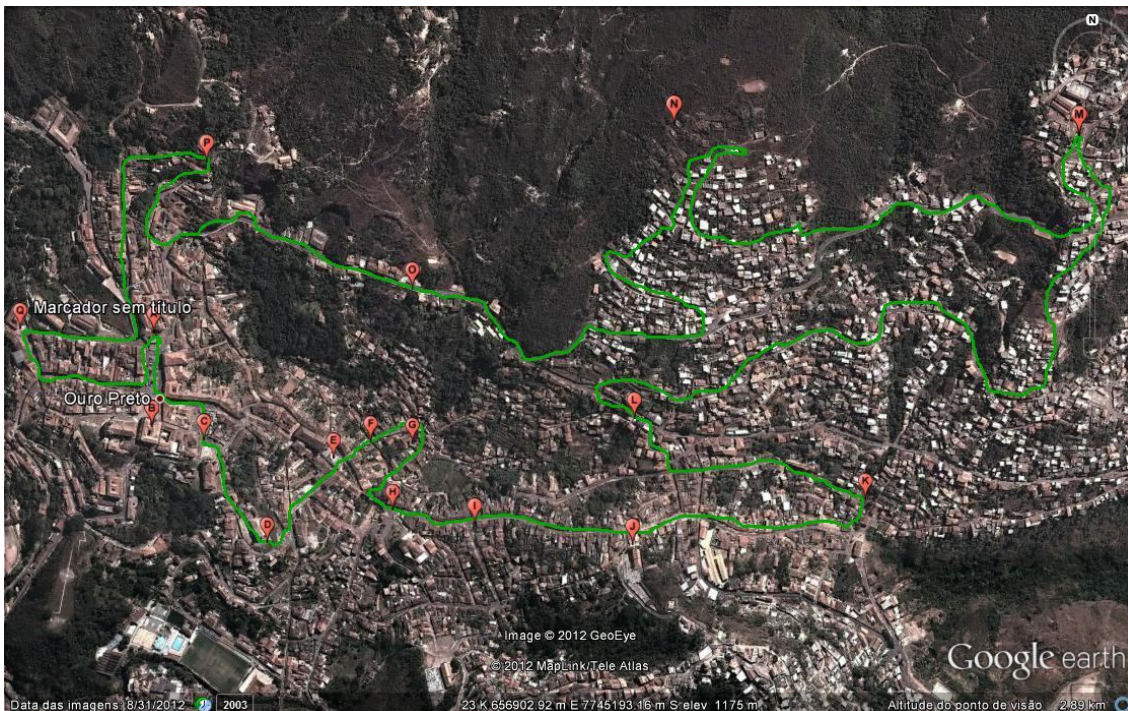 N
M
N
P
O
Marcador sem título
Q
Ouro Preto
B
L
C
F
G
E
K
H
I
D
J
Image © 2012 GeoEye
© 2012 MapLink/Tele Atlas
Google earth
Data das imagens: 8/31/2012 2003 23 K 656902.92 m E 7745193.16 m S elev 1175 m Altitude do ponto de visão 2.89 km